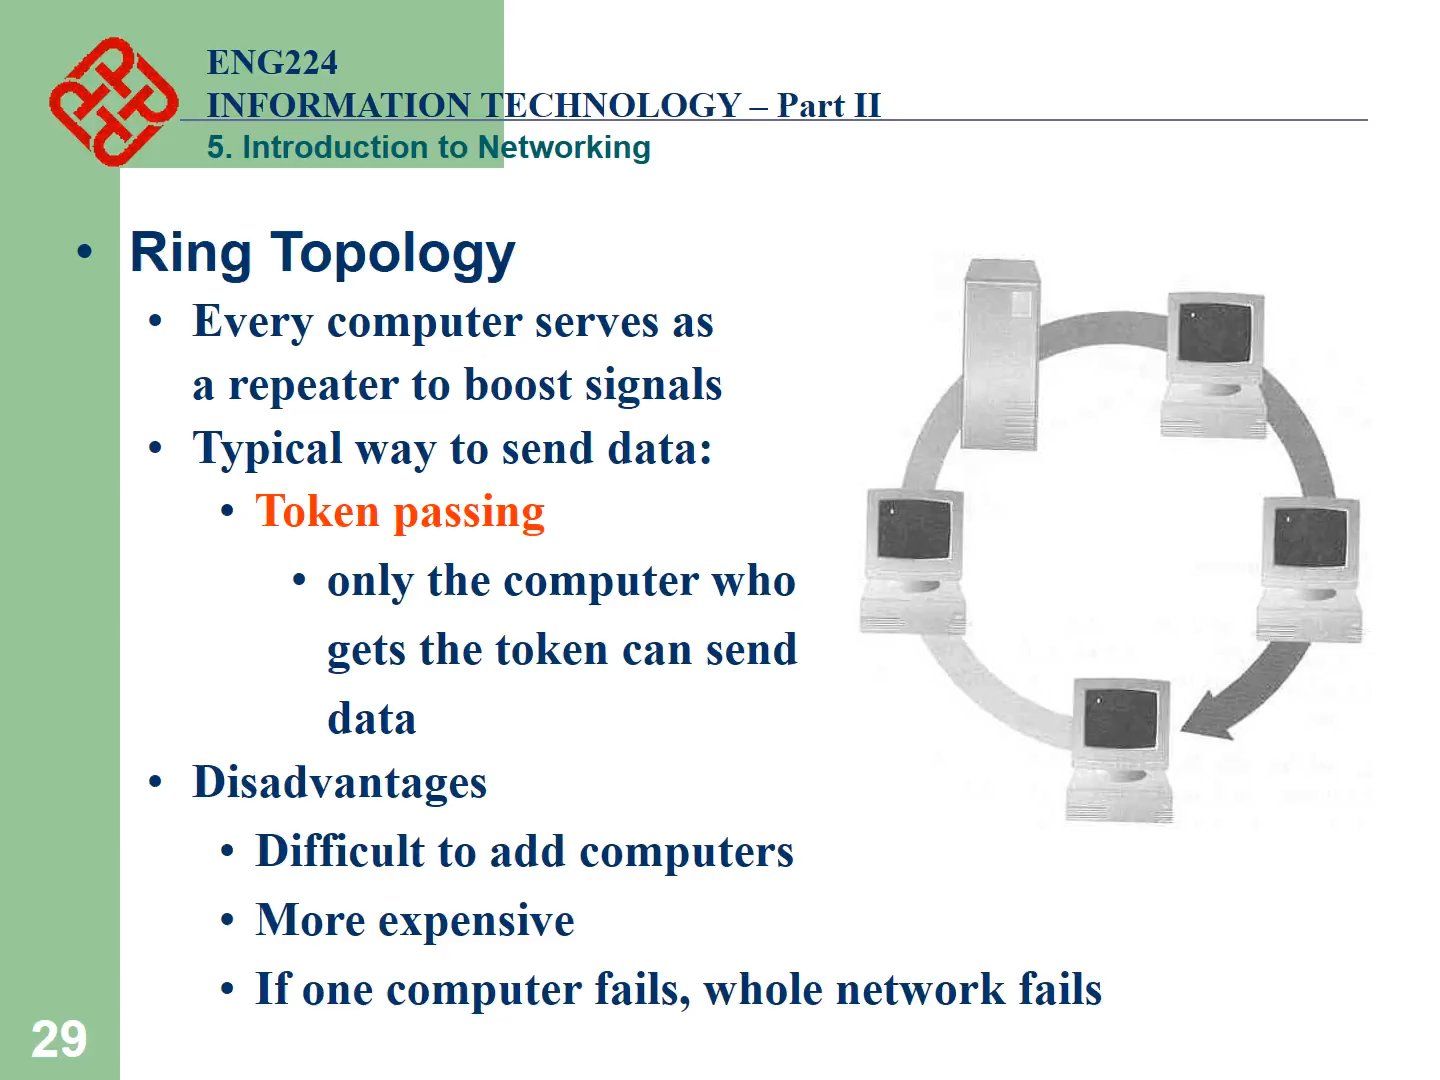 ENG224
INFORMATION TECHNOLOGY – Part II
5. Introduction to Networking
• Ring Topology
• Every computer serves as
a repeater to boost signals
• Typical way to send data:
• Token passing
• only the computer who
gets the token can send
data
• Disadvantages
• Difficult to add computers
• More expensive
• If one computer fails, whole network fails
29